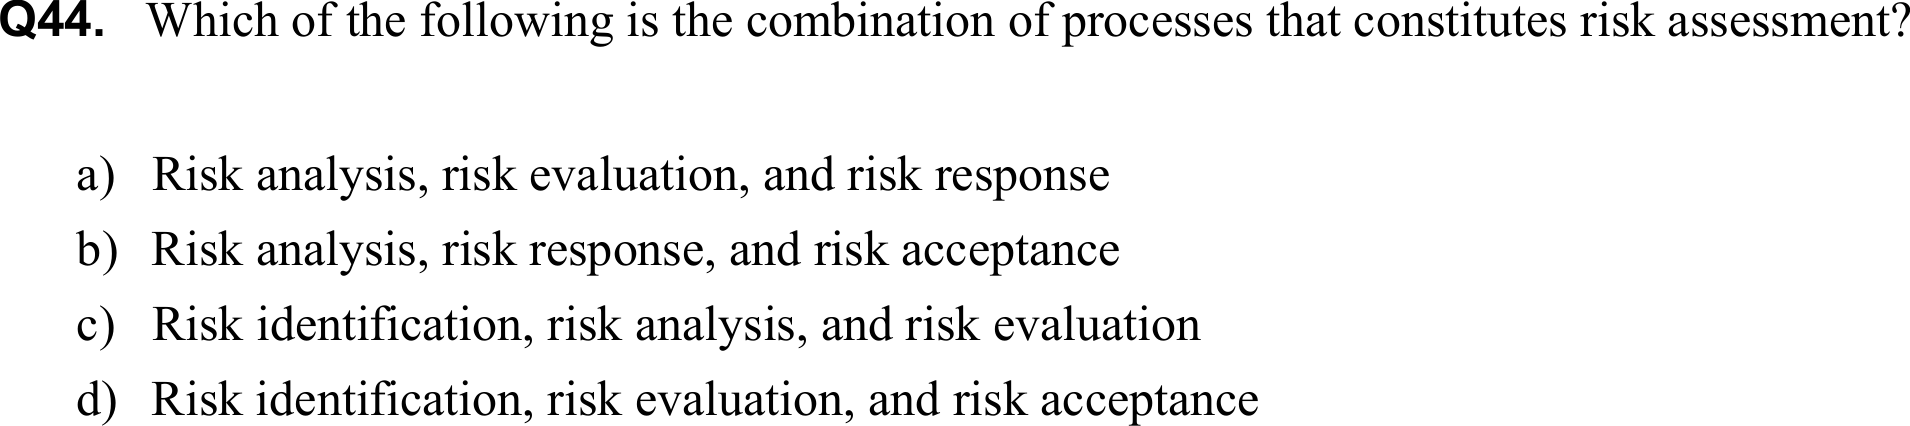 Q44. Which of the following is the combination of processes that constitutes risk assessment?
a) Risk analysis, risk evaluation, and risk response
b) Risk analysis, risk response, and risk acceptance
c) Risk identification, risk analysis, and risk evaluation
d) Risk identification, risk evaluation, and risk acceptance